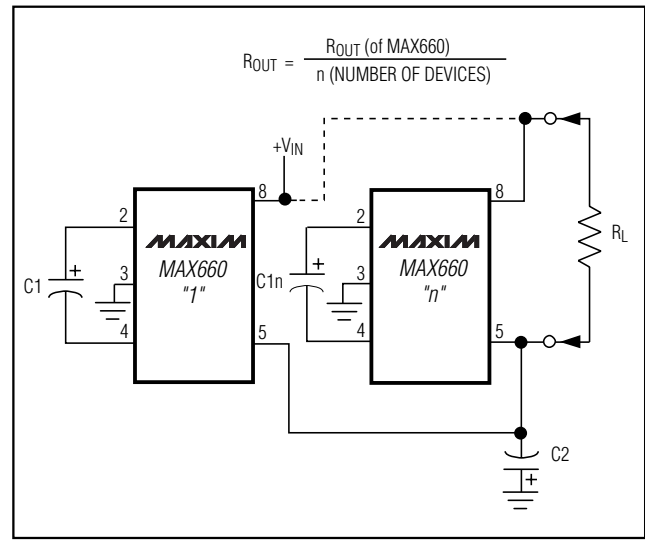 ROUT = ROUT (of MAX660)
n (NUMBER OF DEVICES)
+VIN
8
8
2
2
MAXIM
MAXIM
RL
+
+
3
3
C1
MAX660
C1n
MAX660
"1"
"n"
4
5
4
5
C2
+